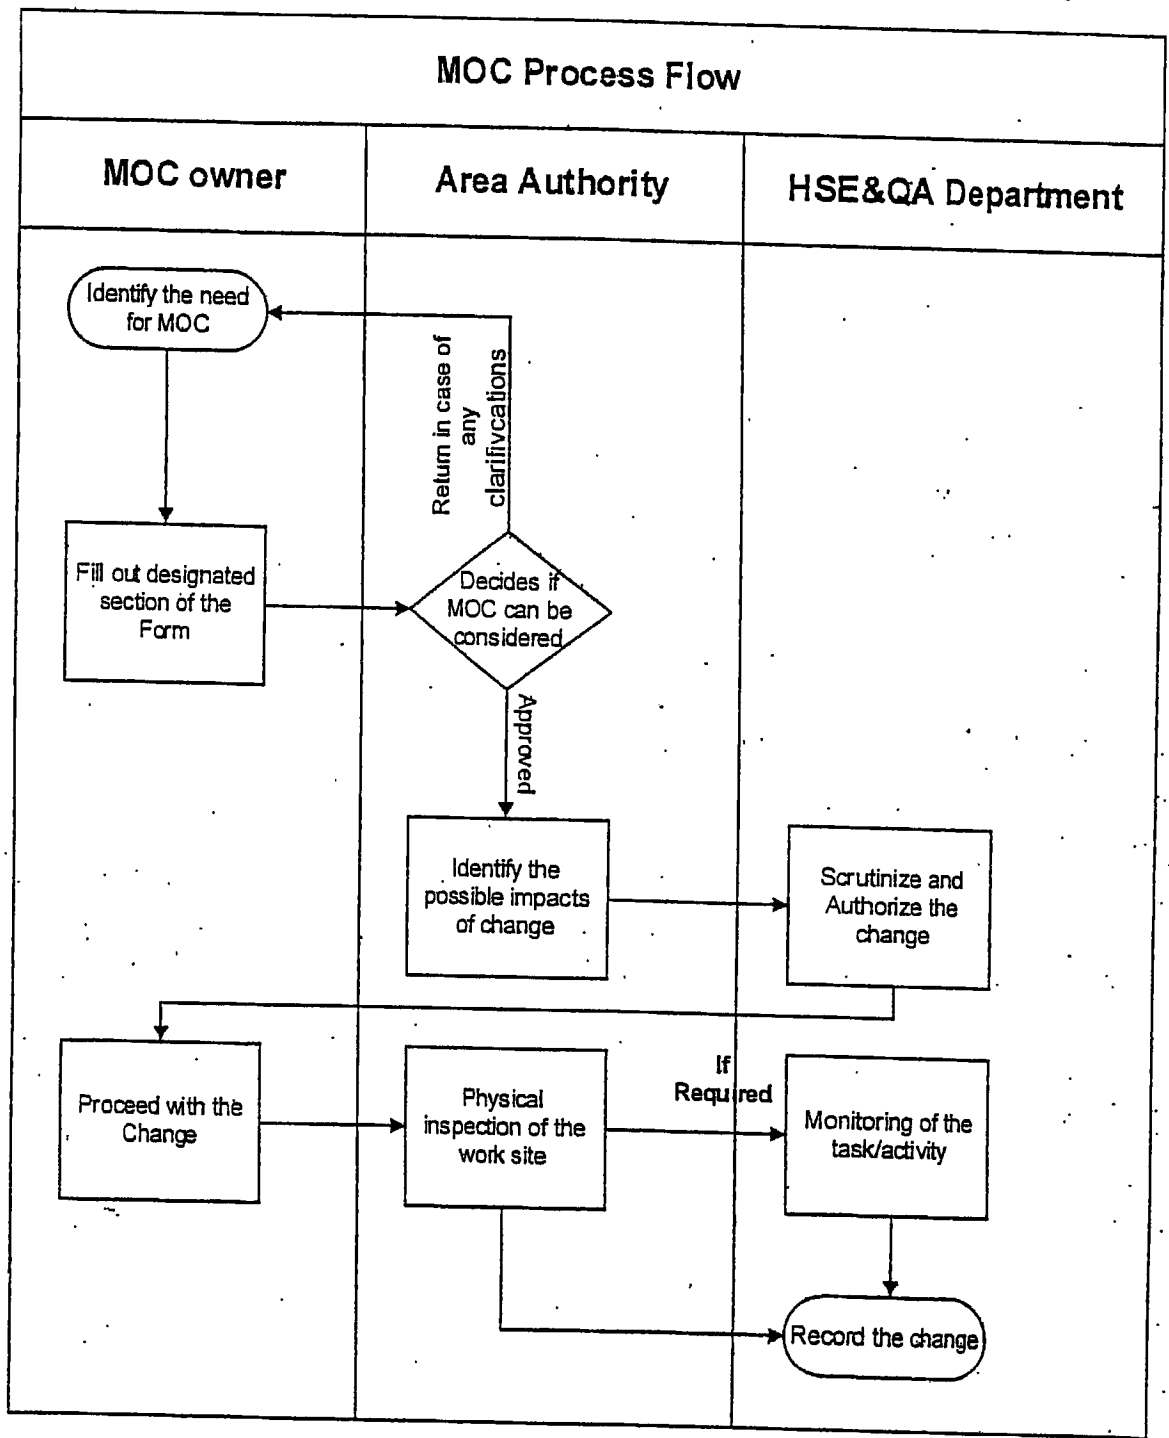 MOC Process Flow
MOC owner
Area Authority
HSE&QA Department
Identify the need
for MOC
Return in case of
any
clarifivcations
Fill out designated
section of the
Form
Decides if
MOC can be
considered
Approved
Identify the
possible impacts
of change
Scrutinize and
Authorize the
change
Proceed with the
Change
Physical
inspection of the
work site
If
Required
Monitoring of the
task/activity
Record the change